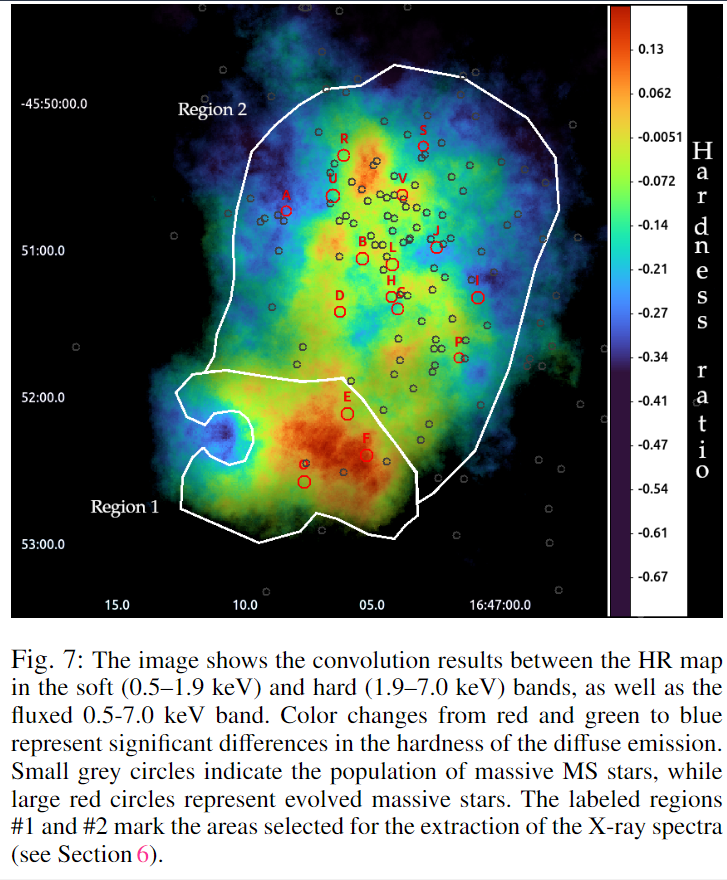 Region 2
-45:50:00.0
R
S
U
V
A
J
B
L
51:00.0
H
I
D
P
52:00.0
E
F
Region 1
53:00.0
15.0
10.0
05.0
16:47:00.0
0.13
0.062
-0.0051
-0.072
-0.14
-0.21
-0.27
-0.34
-0.41
-0.47
-0.54
-0.61
-0.67
Hardness ratio
Fig. 7: The image shows the convolution results between the HR map
in the soft (0.5–1.9 keV) and hard (1.9–7.0 keV) bands, as well as the
fluxed 0.5-7.0 keV band. Color changes from red and green to blue
represent significant differences in the hardness of the diffuse emission.
Small grey circles indicate the population of massive MS stars, while
large red circles represent evolved massive stars. The labeled regions
#1 and #2 mark the areas selected for the extraction of the X-ray spectra
(see Section 6).